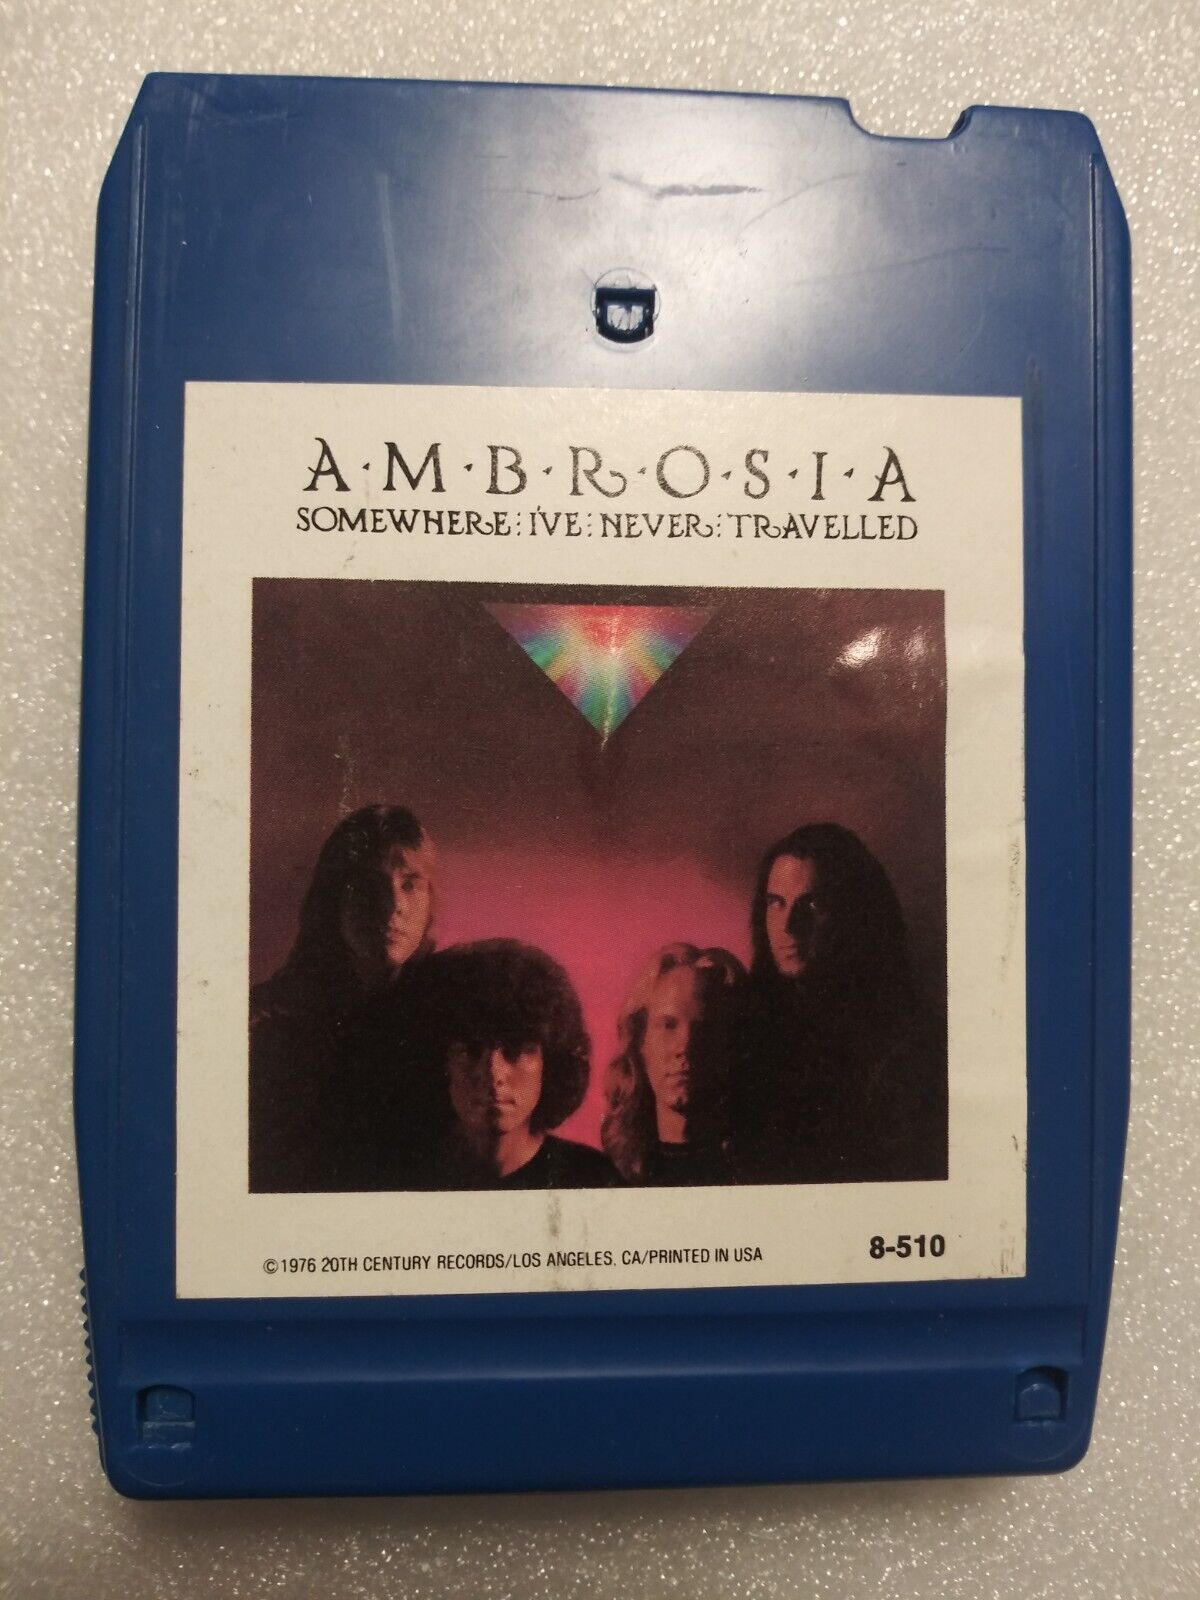 A·M·B·R·O·S·I·A
SOMEWHERE⋮I'VE⋮NEVER⋮TRAVELLED
©1976 20TH CENTURY RECORDS/LOS ANGELES, CA/PRINTED IN USA
8-510